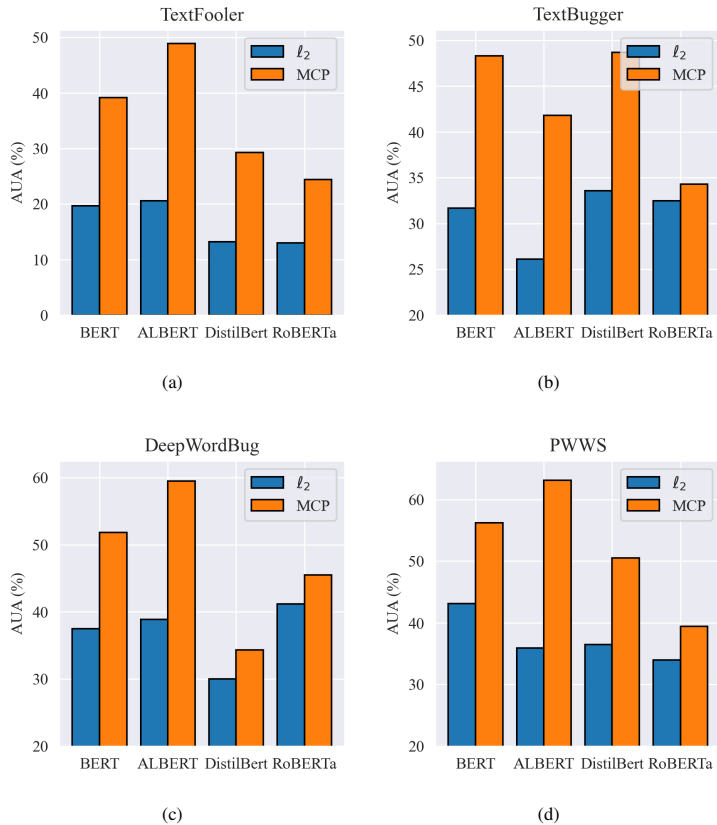 TextFooler
50
40
30
20
10
0
AUA (%)
ℓ₂
MCP
BERT ALBERT DistilBert RoBERTa
(a)
TextBugger
50
45
40
35
30
25
20
AUA (%)
ℓ₂
MCP
BERT ALBERT DistilBert RoBERTa
(b)
DeepWordBug
60
50
40
30
20
AUA (%)
ℓ₂
MCP
BERT ALBERT DistilBert RoBERTa
(c)
PWWS
60
50
40
30
20
AUA (%)
ℓ₂
MCP
BERT ALBERT DistilBert RoBERTa
(d)